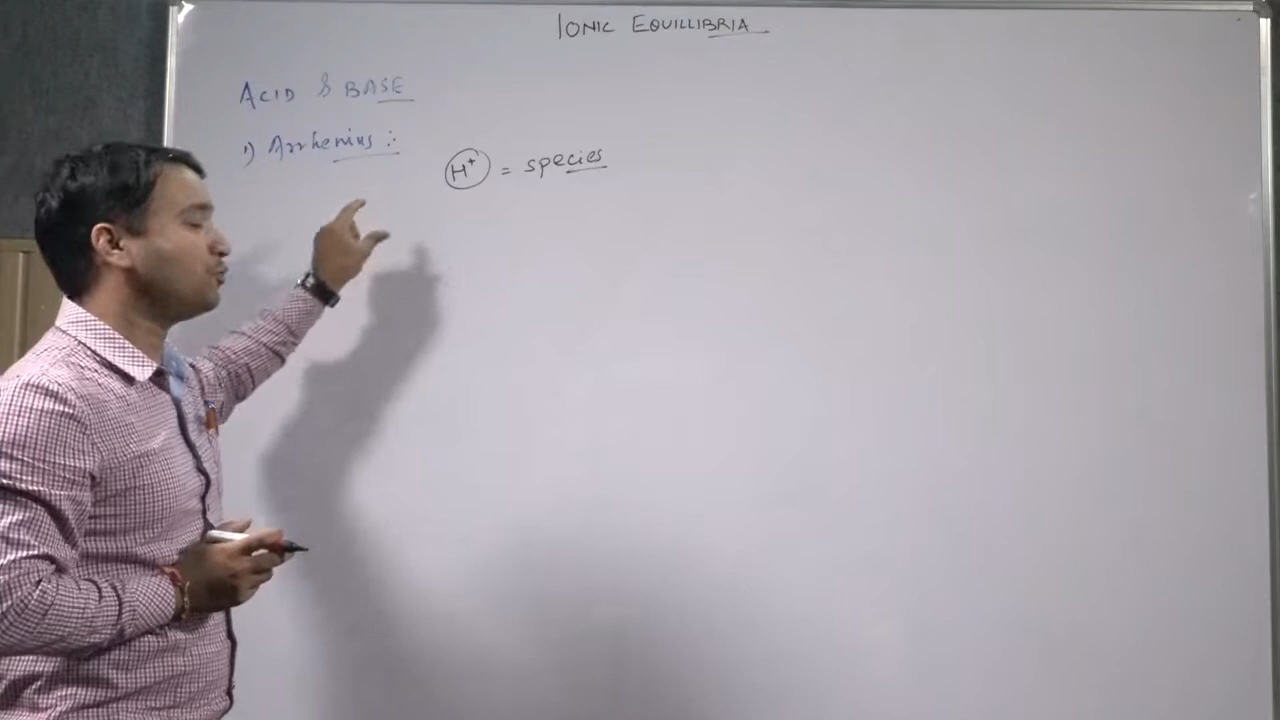 IONIC EQUILLIBRIA
ACID & BASE
1) Arrhenius :
H⁺ = species